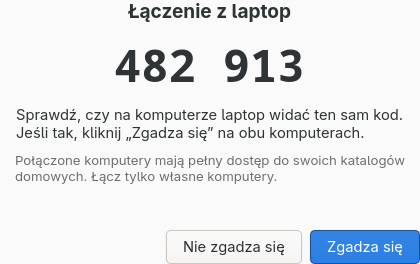 Łączenie z laptop
482 913
Sprawdź, czy na komputerze laptop widać ten sam kod.
Jeśli tak, kliknij „Zgadza się” na obu komputerach.
Połączone komputery mają pełny dostęp do swoich katalogów
domowych. Łącz tylko własne komputery.
Nie zgadza się
Zgadza się